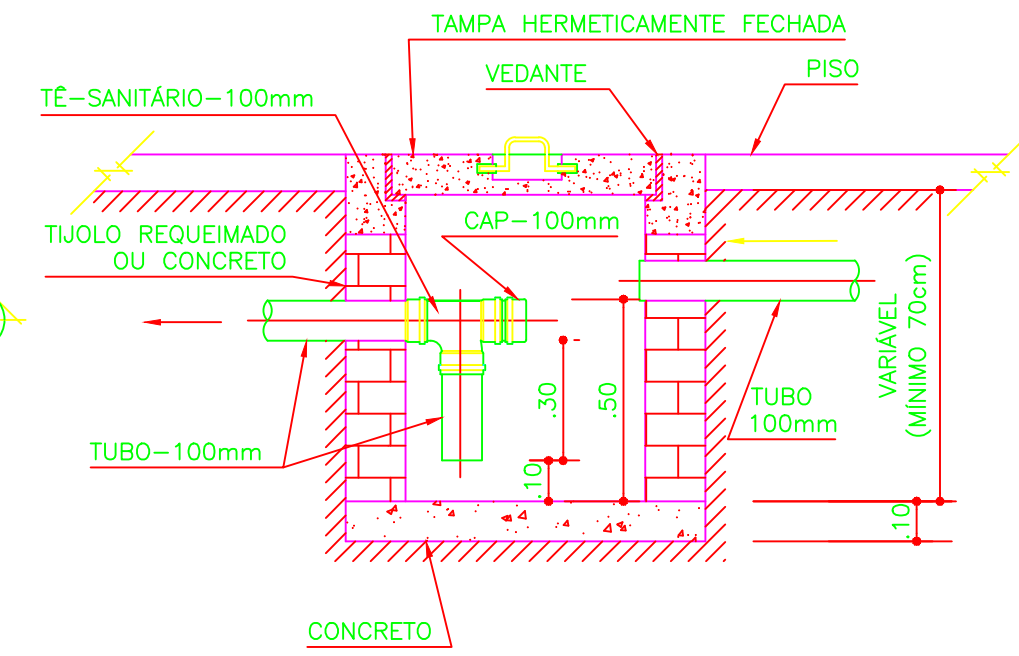 TAMPA HERMETICAMENTE FECHADA
VEDANTE
PISO
TÊ-SANITÁRIO-100mm
CAP-100mm
TIJOLO REQUEIMADO
OU CONCRETO
VARIÁVEL
(MÍNIMO 70cm)
.30
.50
TUBO
100mm
TUBO-100mm
.10
.10
CONCRETO